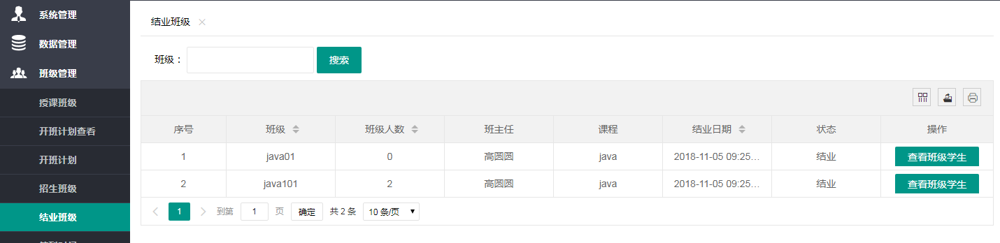 系统管理
数据管理
班级管理
授课班级
开班计划查看
开班计划
招生班级
结业班级
结业班级
班级： 搜索
序号 班级 班级人数 班主任 课程 结业日期 状态 操作
1 java01 0 高圆圆 java 2018-11-05 09:25... 结业 查看班级学生
2 java101 2 高圆圆 java 2018-11-05 09:25... 结业 查看班级学生
1 到第 1 页 确定 共 2 条 10 条/页